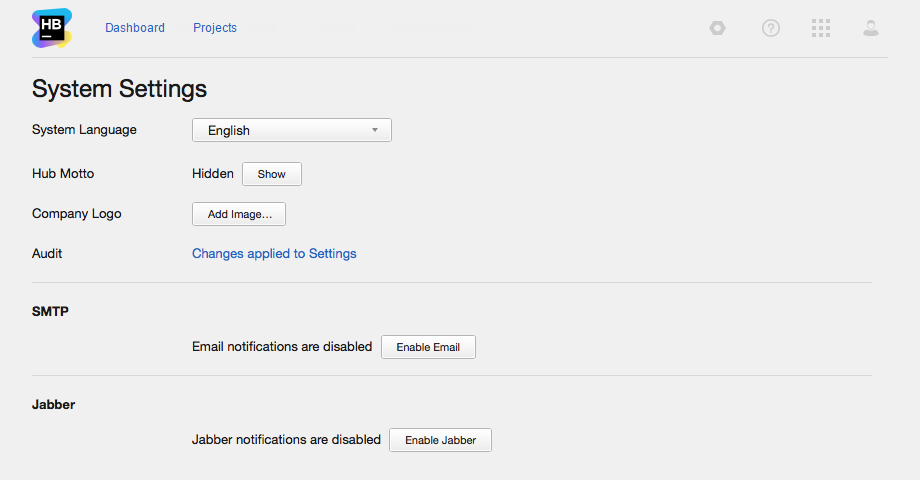 HB Dashboard Projects
System Settings
System Language English
Hub Motto Hidden Show
Company Logo Add Image...
Audit Changes applied to Settings
SMTP
Email notifications are disabled Enable Email
Jabber
Jabber notifications are disabled Enable Jabber